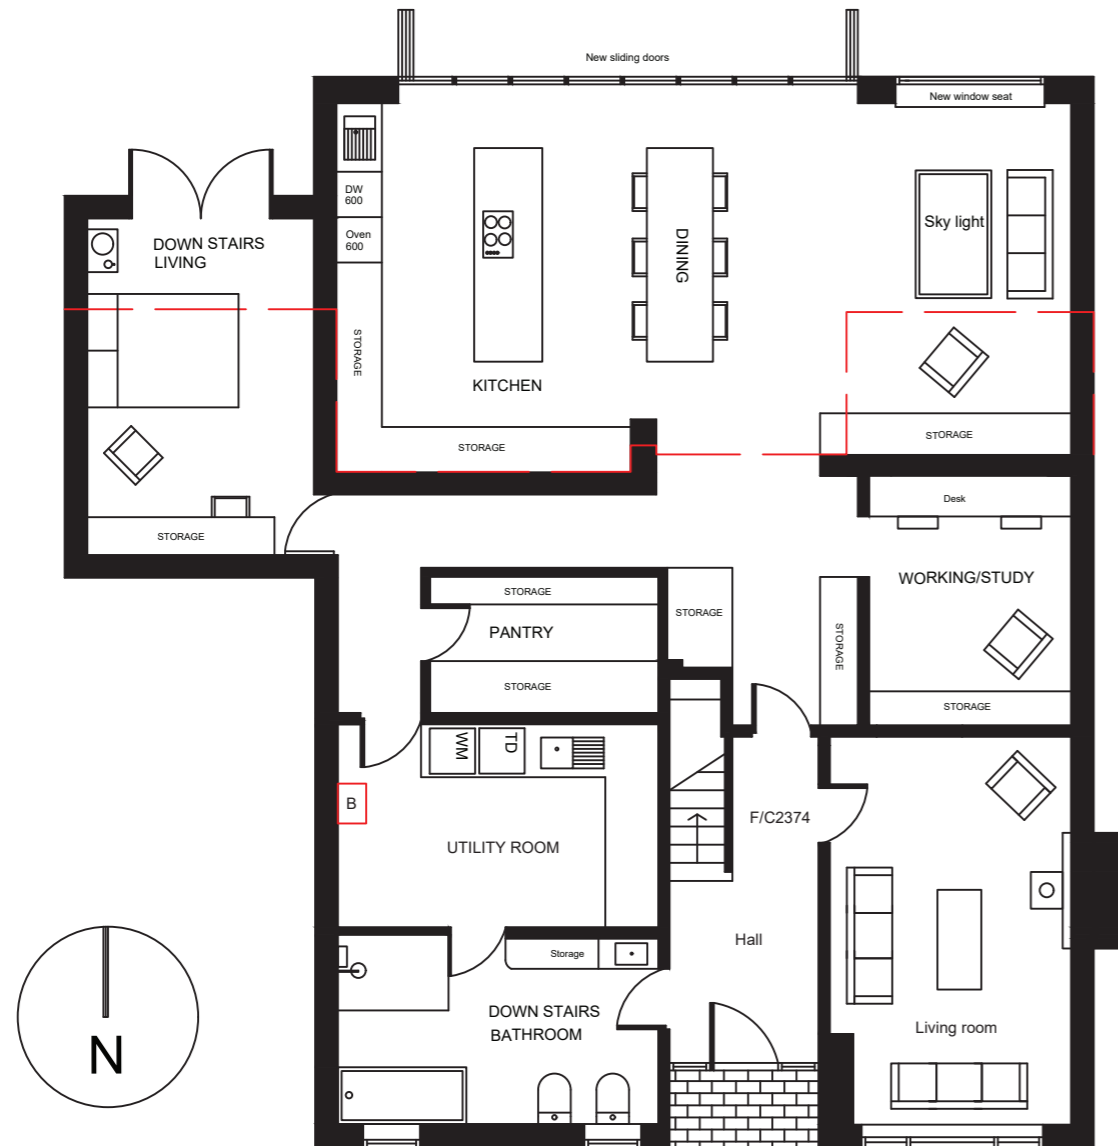 New sliding doors
New window seat
DW
600
Oven
600
STORAGE
KITCHEN
STORAGE
DINING
Sky light
STORAGE
DOWN STAIRS
LIVING
STORAGE
Desk
WORKING/STUDY
STORAGE
STORAGE
STORAGE
PANTRY
STORAGE
STORAGE
WM
TD
B
UTILITY ROOM
F/C2374
Hall
Storage
DOWN STAIRS
BATHROOM
Living room
N